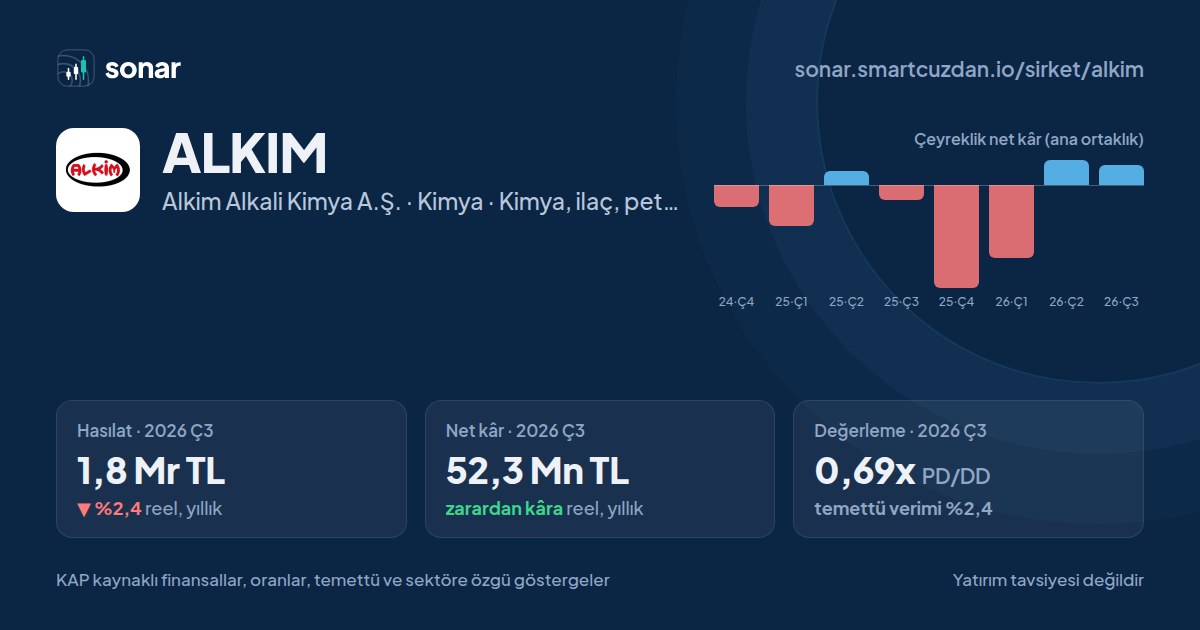 sonar
sonar.smartcuzdan.io/sirket/alkim
ALKİM
ALKIM
Alkim Alkali Kimya A.Ş. · Kimya · Kimya, ilaç, pet...
Çeyreklik net kâr (ana ortaklık)
24·Ç4 25·Ç1 25·Ç2 25·Ç3 25·Ç4 26·Ç1 26·Ç2 26·Ç3
Hasılat · 2026 Ç3
1,8 Mr TL
▼ %2,4 reel, yıllık
Net kâr · 2026 Ç3
52,3 Mn TL
zarardan kâra reel, yıllık
Değerleme · 2026 Ç3
0,69x PD/DD
temettü verimi %2,4
KAP kaynaklı finansallar, oranlar, temettü ve sektöre özgü göstergeler
Yatırım tavsiyesi değildir